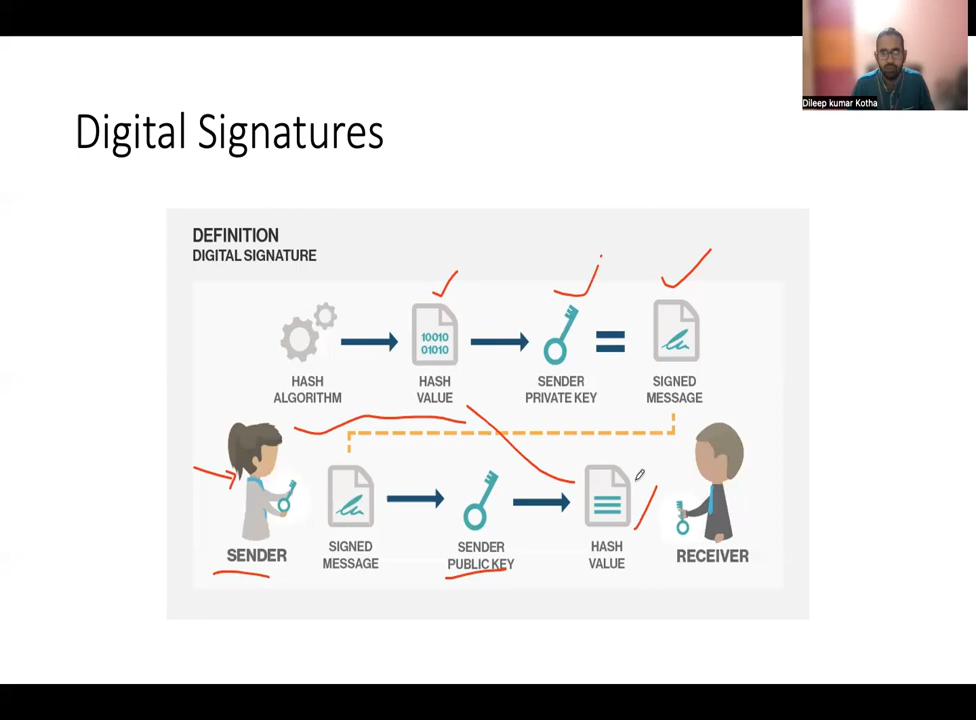 Dileep kumar Kotha
Digital Signatures
DEFINITION
DIGITAL SIGNATURE
10010
01010
HASH
ALGORITHM
HASH
VALUE
SENDER
PRIVATE KEY
SIGNED
MESSAGE
SENDER
SIGNED
MESSAGE
SENDER
PUBLIC KEY
HASH
VALUE
RECEIVER